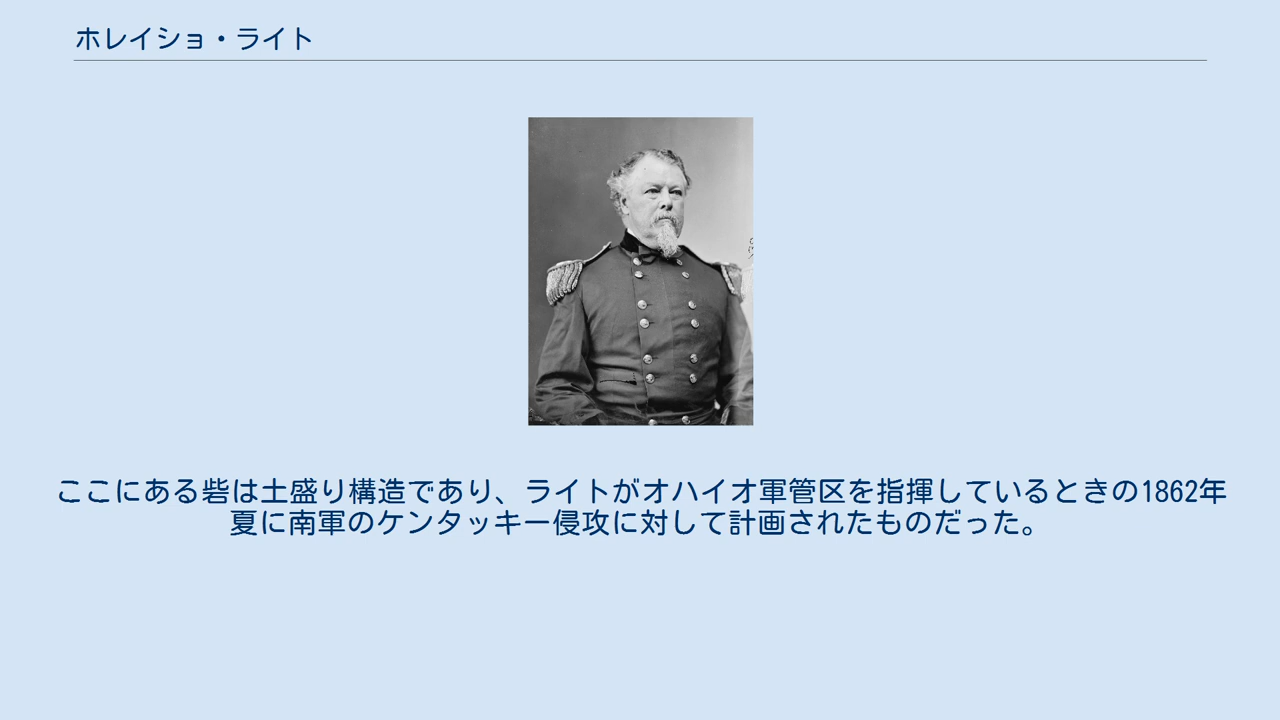 ホレイショ・ライト
ここにある砦は土盛り構造であり、ライトがオハイオ軍管区を指揮しているときの1862年
夏に南軍のケンタッキー侵攻に対して計画されたものだった。